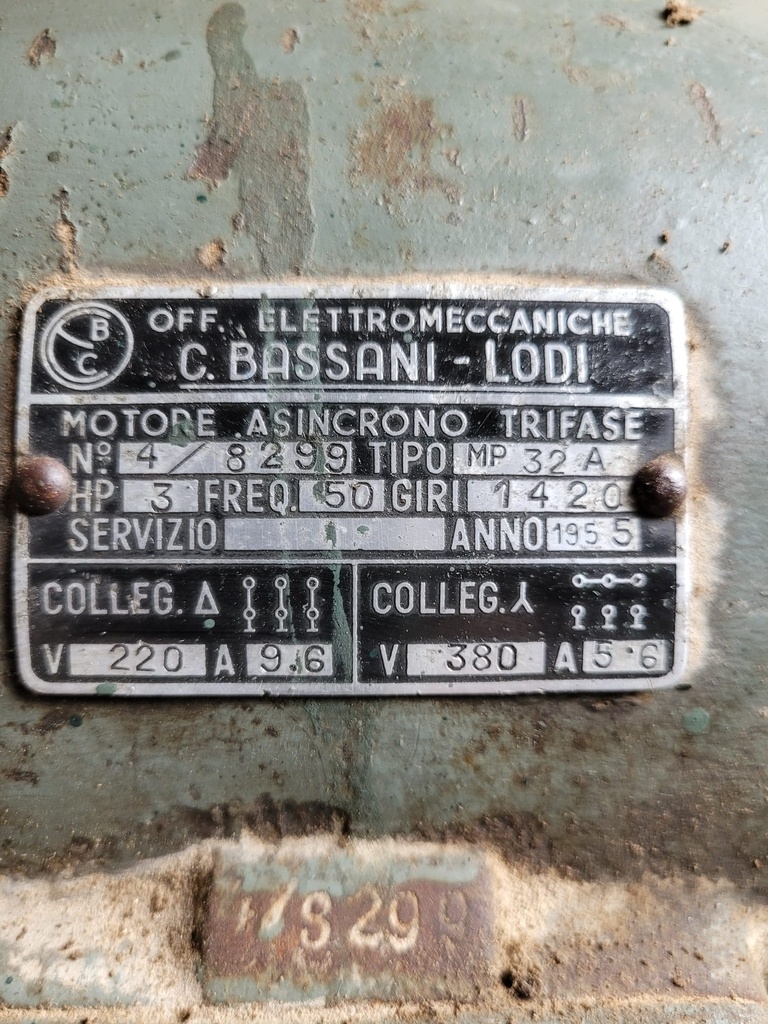 B
C
OFF. ELETTROMECCANICHE
C. BASSANI - LODI
MOTORE ASINCRONO TRIFASE
N° 4/8299 TIPO MP 32 A
HP 3 FREQ. 50 GIRI 1420
SERVIZIO ANNO 1955
COLLEG. Δ COLLEG. Y
V 220 A 9.6 V 380 A 5.6
4/8299